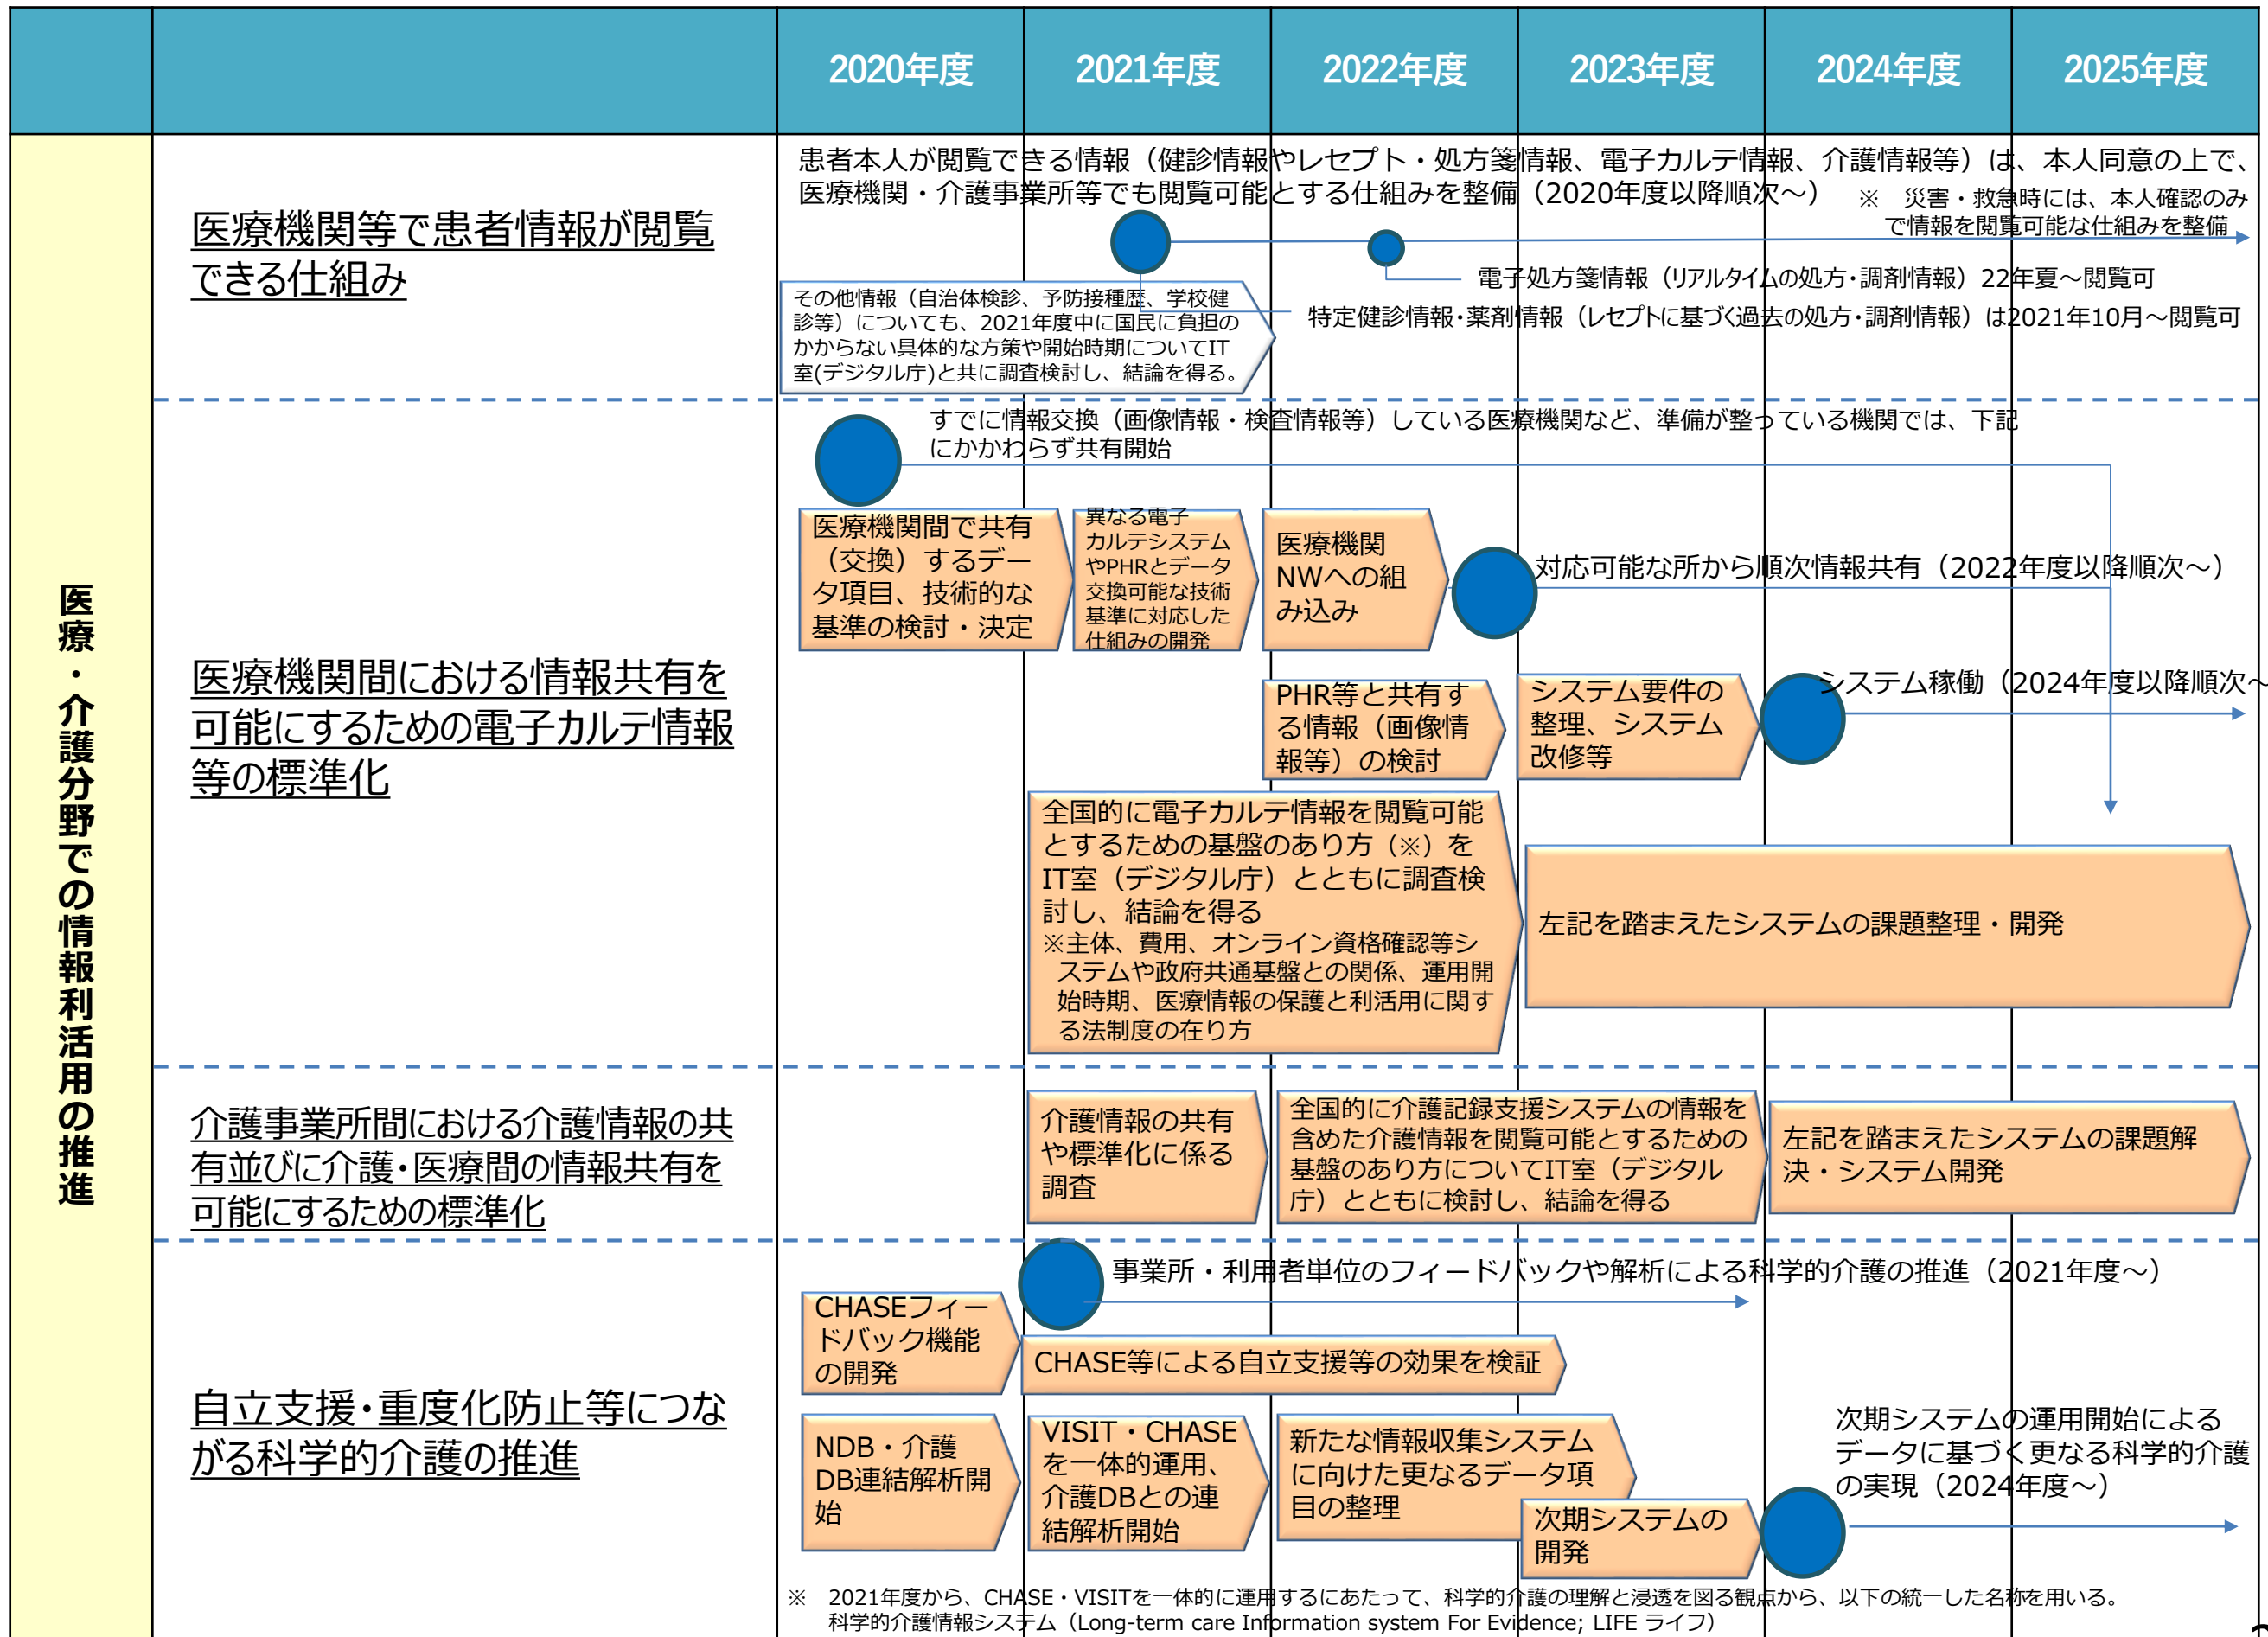 2020年度
2021年度
2022年度
2023年度
2024年度
2025年度
医療・介護分野での情報利活用の推進
医療機関等で患者情報が閲覧
できる仕組み
患者本人が閲覧できる情報（健診情報やレセプト・処方箋情報、電子カルテ情報、介護情報等）は、本人同意の上で、
医療機関・介護事業所等でも閲覧可能とする仕組みを整備（2020年度以降順次～）
※　災害・救急時には、本人確認のみ
で情報を閲覧可能な仕組みを整備
電子処方箋情報（リアルタイムの処方・調剤情報）22年夏～閲覧可
特定健診情報・薬剤情報（レセプトに基づく過去の処方・調剤情報）は2021年10月～閲覧可
その他情報（自治体検診、予防接種歴、学校健
診等）についても、2021年度中に国民に負担の
かからない具体的な方策や開始時期についてIT
室(デジタル庁)と共に調査検討し、結論を得る。
医療機関間における情報共有を
可能にするための電子カルテ情報
等の標準化
すでに情報交換（画像情報・検査情報等）している医療機関など、準備が整っている機関では、下記
にかかわらず共有開始
医療機関間で共有
（交換）するデー
タ項目、技術的な
基準の検討・決定
異なる電子
カルテシステム
やPHRとデータ
交換可能な技術
基準に対応した
仕組みの開発
医療機関
NWへの組
み込み
対応可能な所から順次情報共有（2022年度以降順次～）
PHR等と共有す
る情報（画像情
報等）の検討
システム要件の
整理、システム
改修等
システム稼働（2024年度以降順次～
全国的に電子カルテ情報を閲覧可能
とするための基盤のあり方（※）を
IT室（デジタル庁）とともに調査検
討し、結論を得る
※主体、費用、オンライン資格確認等シ
ステムや政府共通基盤との関係、運用開
始時期、医療情報の保護と利活用に関す
る法制度の在り方
左記を踏まえたシステムの課題整理・開発
介護事業所間における介護情報の共
有並びに介護・医療間の情報共有を
可能にするための標準化
介護情報の共有
や標準化に係る
調査
全国的に介護記録支援システムの情報を
含めた介護情報を閲覧可能とするための
基盤のあり方についてIT室（デジタル
庁）とともに検討し、結論を得る
左記を踏まえたシステムの課題解
決・システム開発
自立支援・重度化防止等につな
がる科学的介護の推進
事業所・利用者単位のフィードバックや解析による科学的介護の推進（2021年度～）
CHASEフィー
ドバック機能
の開発
CHASE等による自立支援等の効果を検証
NDB・介護
DB連結解析開
始
VISIT・CHASE
を一体的運用、
介護DBとの連
結解析開始
新たな情報収集システム
に向けた更なるデータ項
目の整理
次期システムの
開発
次期システムの運用開始による
データに基づく更なる科学的介護
の実現（2024年度～）
※　2021年度から、CHASE・VISITを一体的に運用するにあたって、科学的介護の理解と浸透を図る観点から、以下の統一した名称を用いる。
科学的介護情報システム（Long-term care Information system For Evidence; LIFE ライフ）